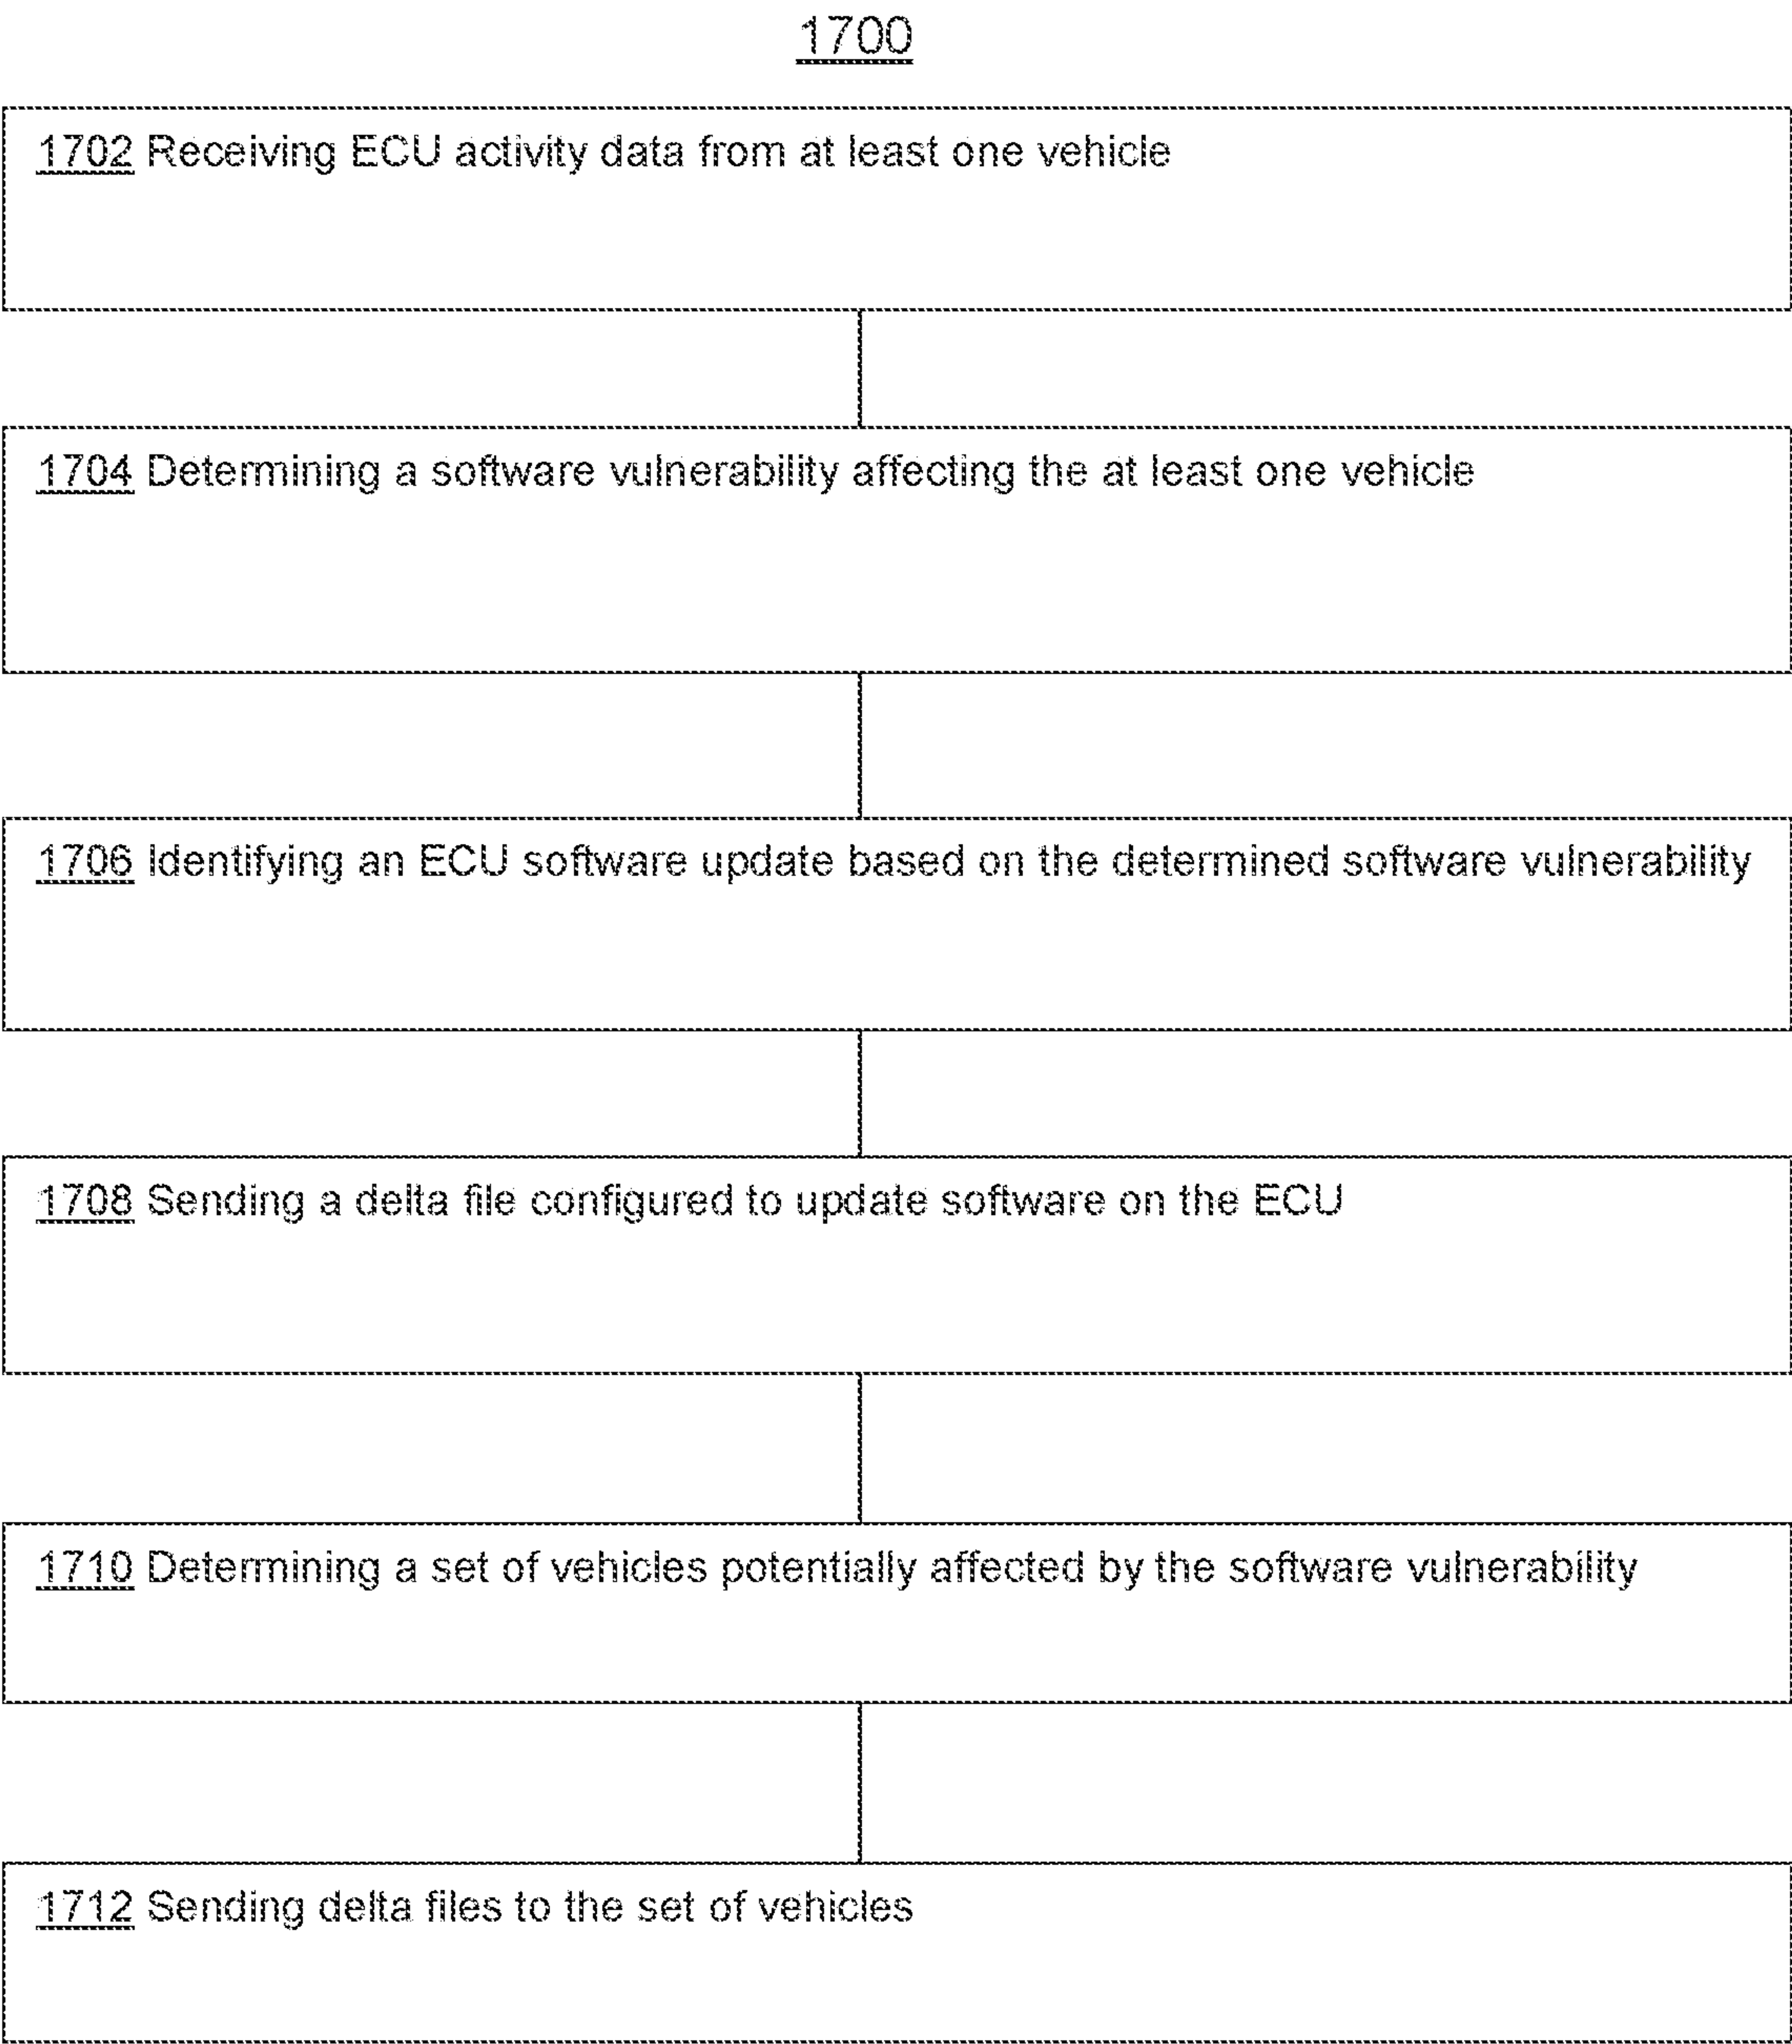 1700
1702 Receiving ECU activity data from at least one vehicle
1704 Determining a software vulnerability affecting the at least one vehicle
1706 Identifying an ECU software update based on the determined software vulnerability
1708 Sending a delta file configured to update software on the ECU
1710 Determining a set of vehicles potentially affected by the software vulnerability
1712 Sending delta files to the set of vehicles